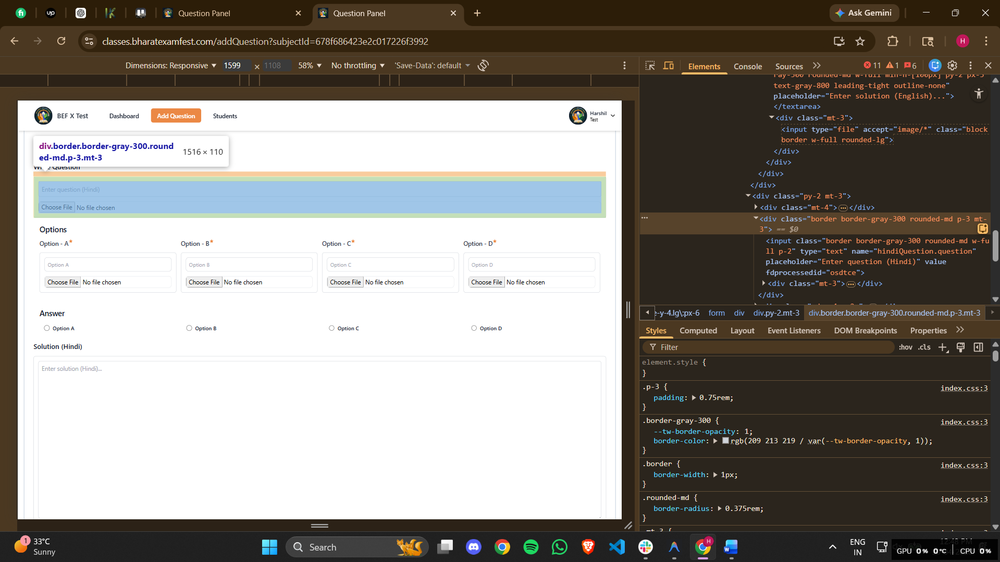 Question Panel
Question Panel
Ask Gemini
classes.bharatexamfest.com/addQuestion?subjectId=678f686423e2c017226f3992
H
Dimensions: Responsive 1599 × 1108 58% No throttling 'Save-Data': default
Elements Console Sources 11 1 6
BEF X Test Dashboard Add Question Students Harshil
Test
div.border.border-gray-300.round
ed-md.p-3.mt-3
1516 × 110
Enter question (Hindi)
Choose File No file chosen
Options
Option - A* Option - B* Option - C* Option - D*
Option A Option B Option C Option D
Choose File No file chosen Choose File No file chosen Choose File No file chosen Choose File No file chosen
Answer
Option A Option B Option C Option D
Solution (Hindi)
Enter solution (Hindi)...
ray-300 rounded-md w-full min-h-[100px] py-2 px-3
text-gray-800 leading-tight outline-none"
placeholder="Enter solution (English)...">
</textarea>
<div class="mt-3">
<input type="file" accept="image/*" class="block
border w-full rounded-lg">
</div>
</div>
</div>
</div>
<div class="py-2 mt-3">
<div class="mt-4"> ⋯ </div>
<div class="border border-gray-300 rounded-md p-3 mt-
3"> == $0
<input class="border border-gray-300 rounded-md w-fu
ll p-2" type="text" name="hindiQuestion.question"
placeholder="Enter question (Hindi)" value
fdprocessedid="osdtce">
<div class="mt-3"> ⋯ </div>
</div>
e-y-4.lg\:px-6 form div div.py-2.mt-3 div.border.border-gray-300.rounded-md.p-3.mt-3
Styles Computed Layout Event Listeners DOM Breakpoints Properties
Filter :hov .cls
element.style {
}
.p-3 { index.css:3
padding: 0.75rem;
}
.border-gray-300 { index.css:3
--tw-border-opacity: 1;
border-color: rgb(209 213 219 / var(--tw-border-opacity, 1));
}
.border { index.css:3
border-width: 1px;
}
.rounded-md { index.css:3
border-radius: 0.375rem;
}
.mt-3 {
1
33°C
Sunny
Search
ENG
IN
12:48 PM
GPU 0% 0°C CPU 0%